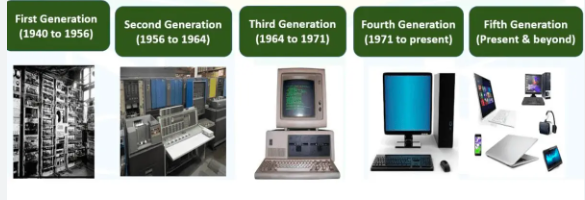 First Generation
(1940 to 1956)
Second Generation
(1956 to 1964)
Third Generation
(1964 to 1971)
Fourth Generation
(1971 to present)
Fifth Generation
(Present & beyond)